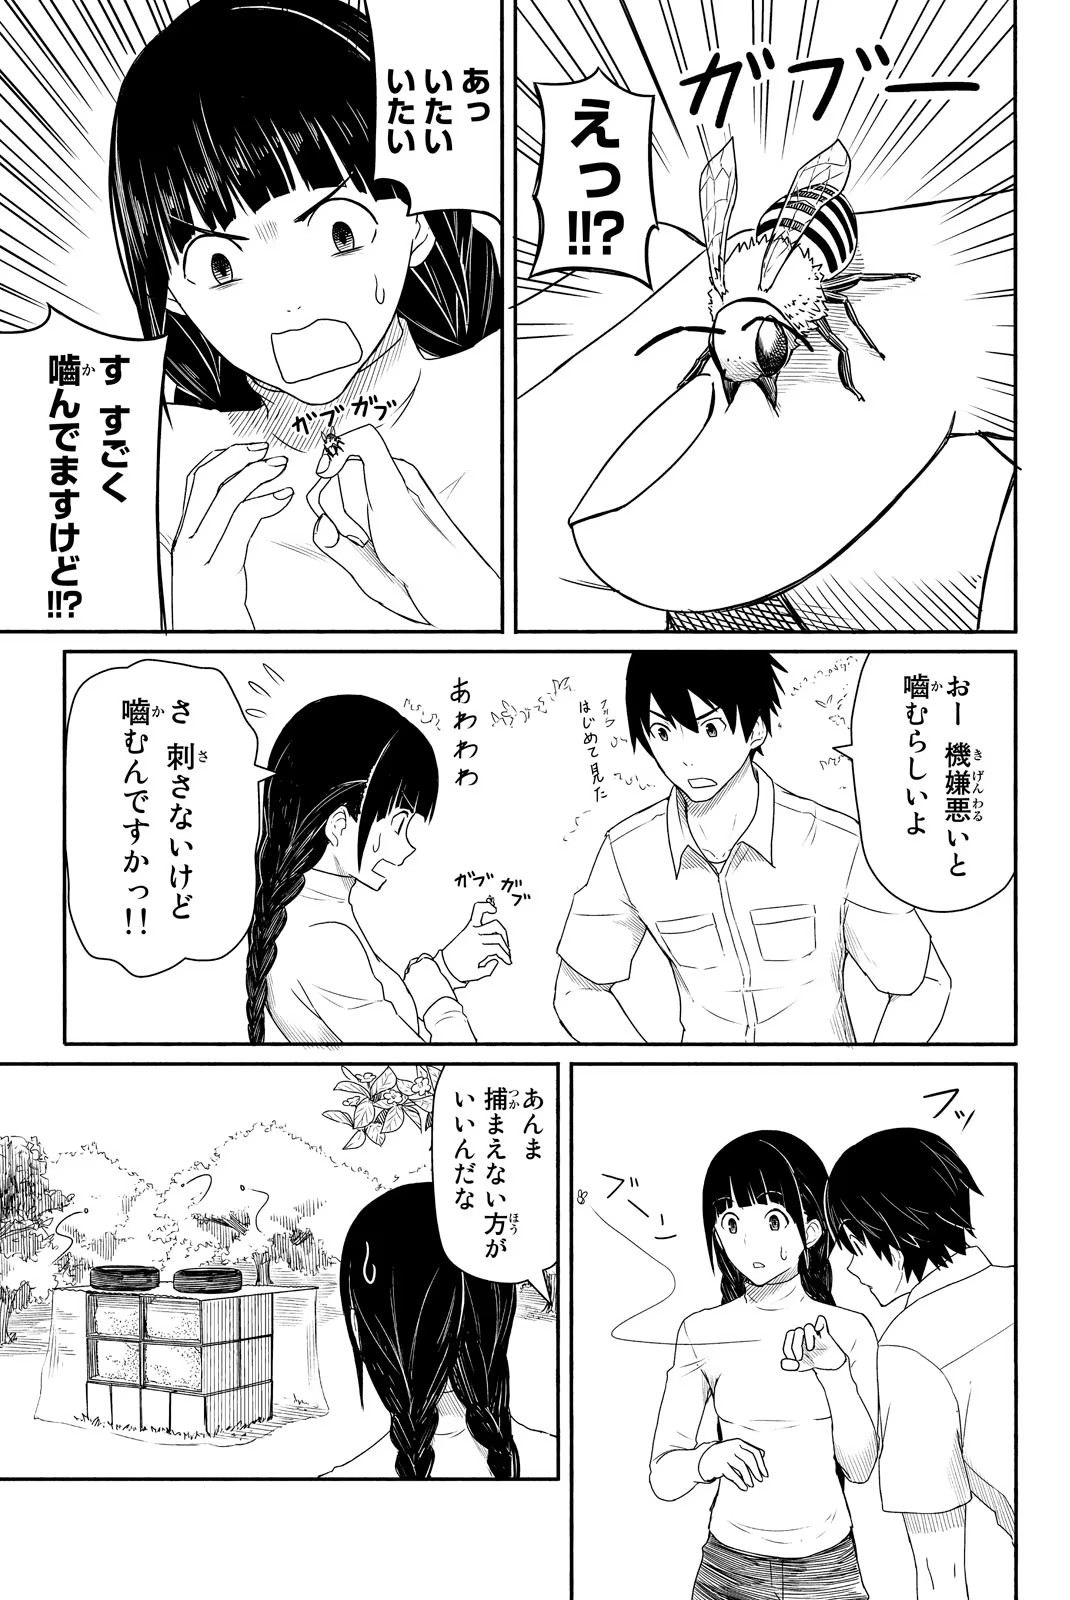 ガブー
えっ!!?
あっ
いたい
いたい
ガブ ガブ
す すごく
噛んでますけど!!?
おー 機嫌悪いと
噛むらしいよ
フッ
はじめて見た
あわわわ
ガブ ガブ
さ 刺さないけど
噛むんですかっ!!
フッ
ブーン
あんま
捕まえない方が
いいんだな